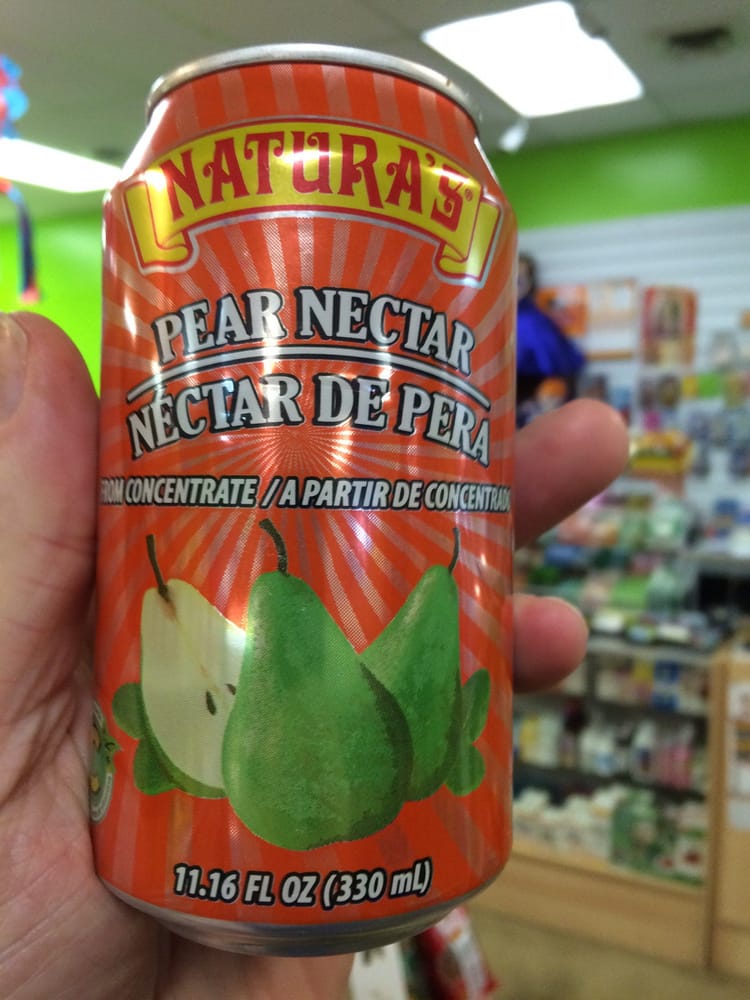 NATURA'S®
PEAR NECTAR
NÉCTAR DE PERA
FROM CONCENTRATE / A PARTIR DE CONCENTRADO
11.16 FL OZ (330 mL)